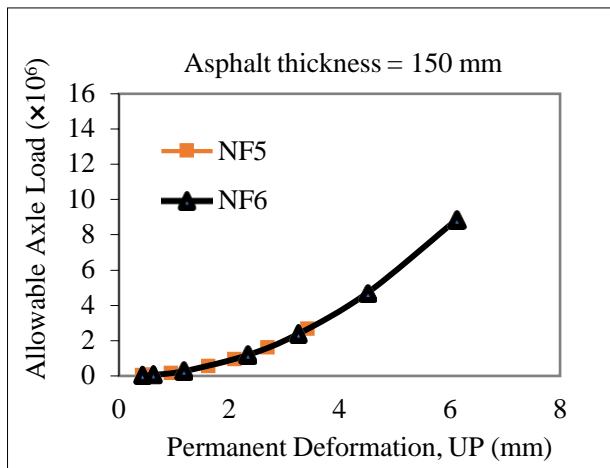 Asphalt thickness = 150 mm
Allowable Axle Load (×10⁶)
16
14
12
10
8
6
4
2
0
NF5
NF6
0 2 4 6 8
Permanent Deformation, UP (mm)